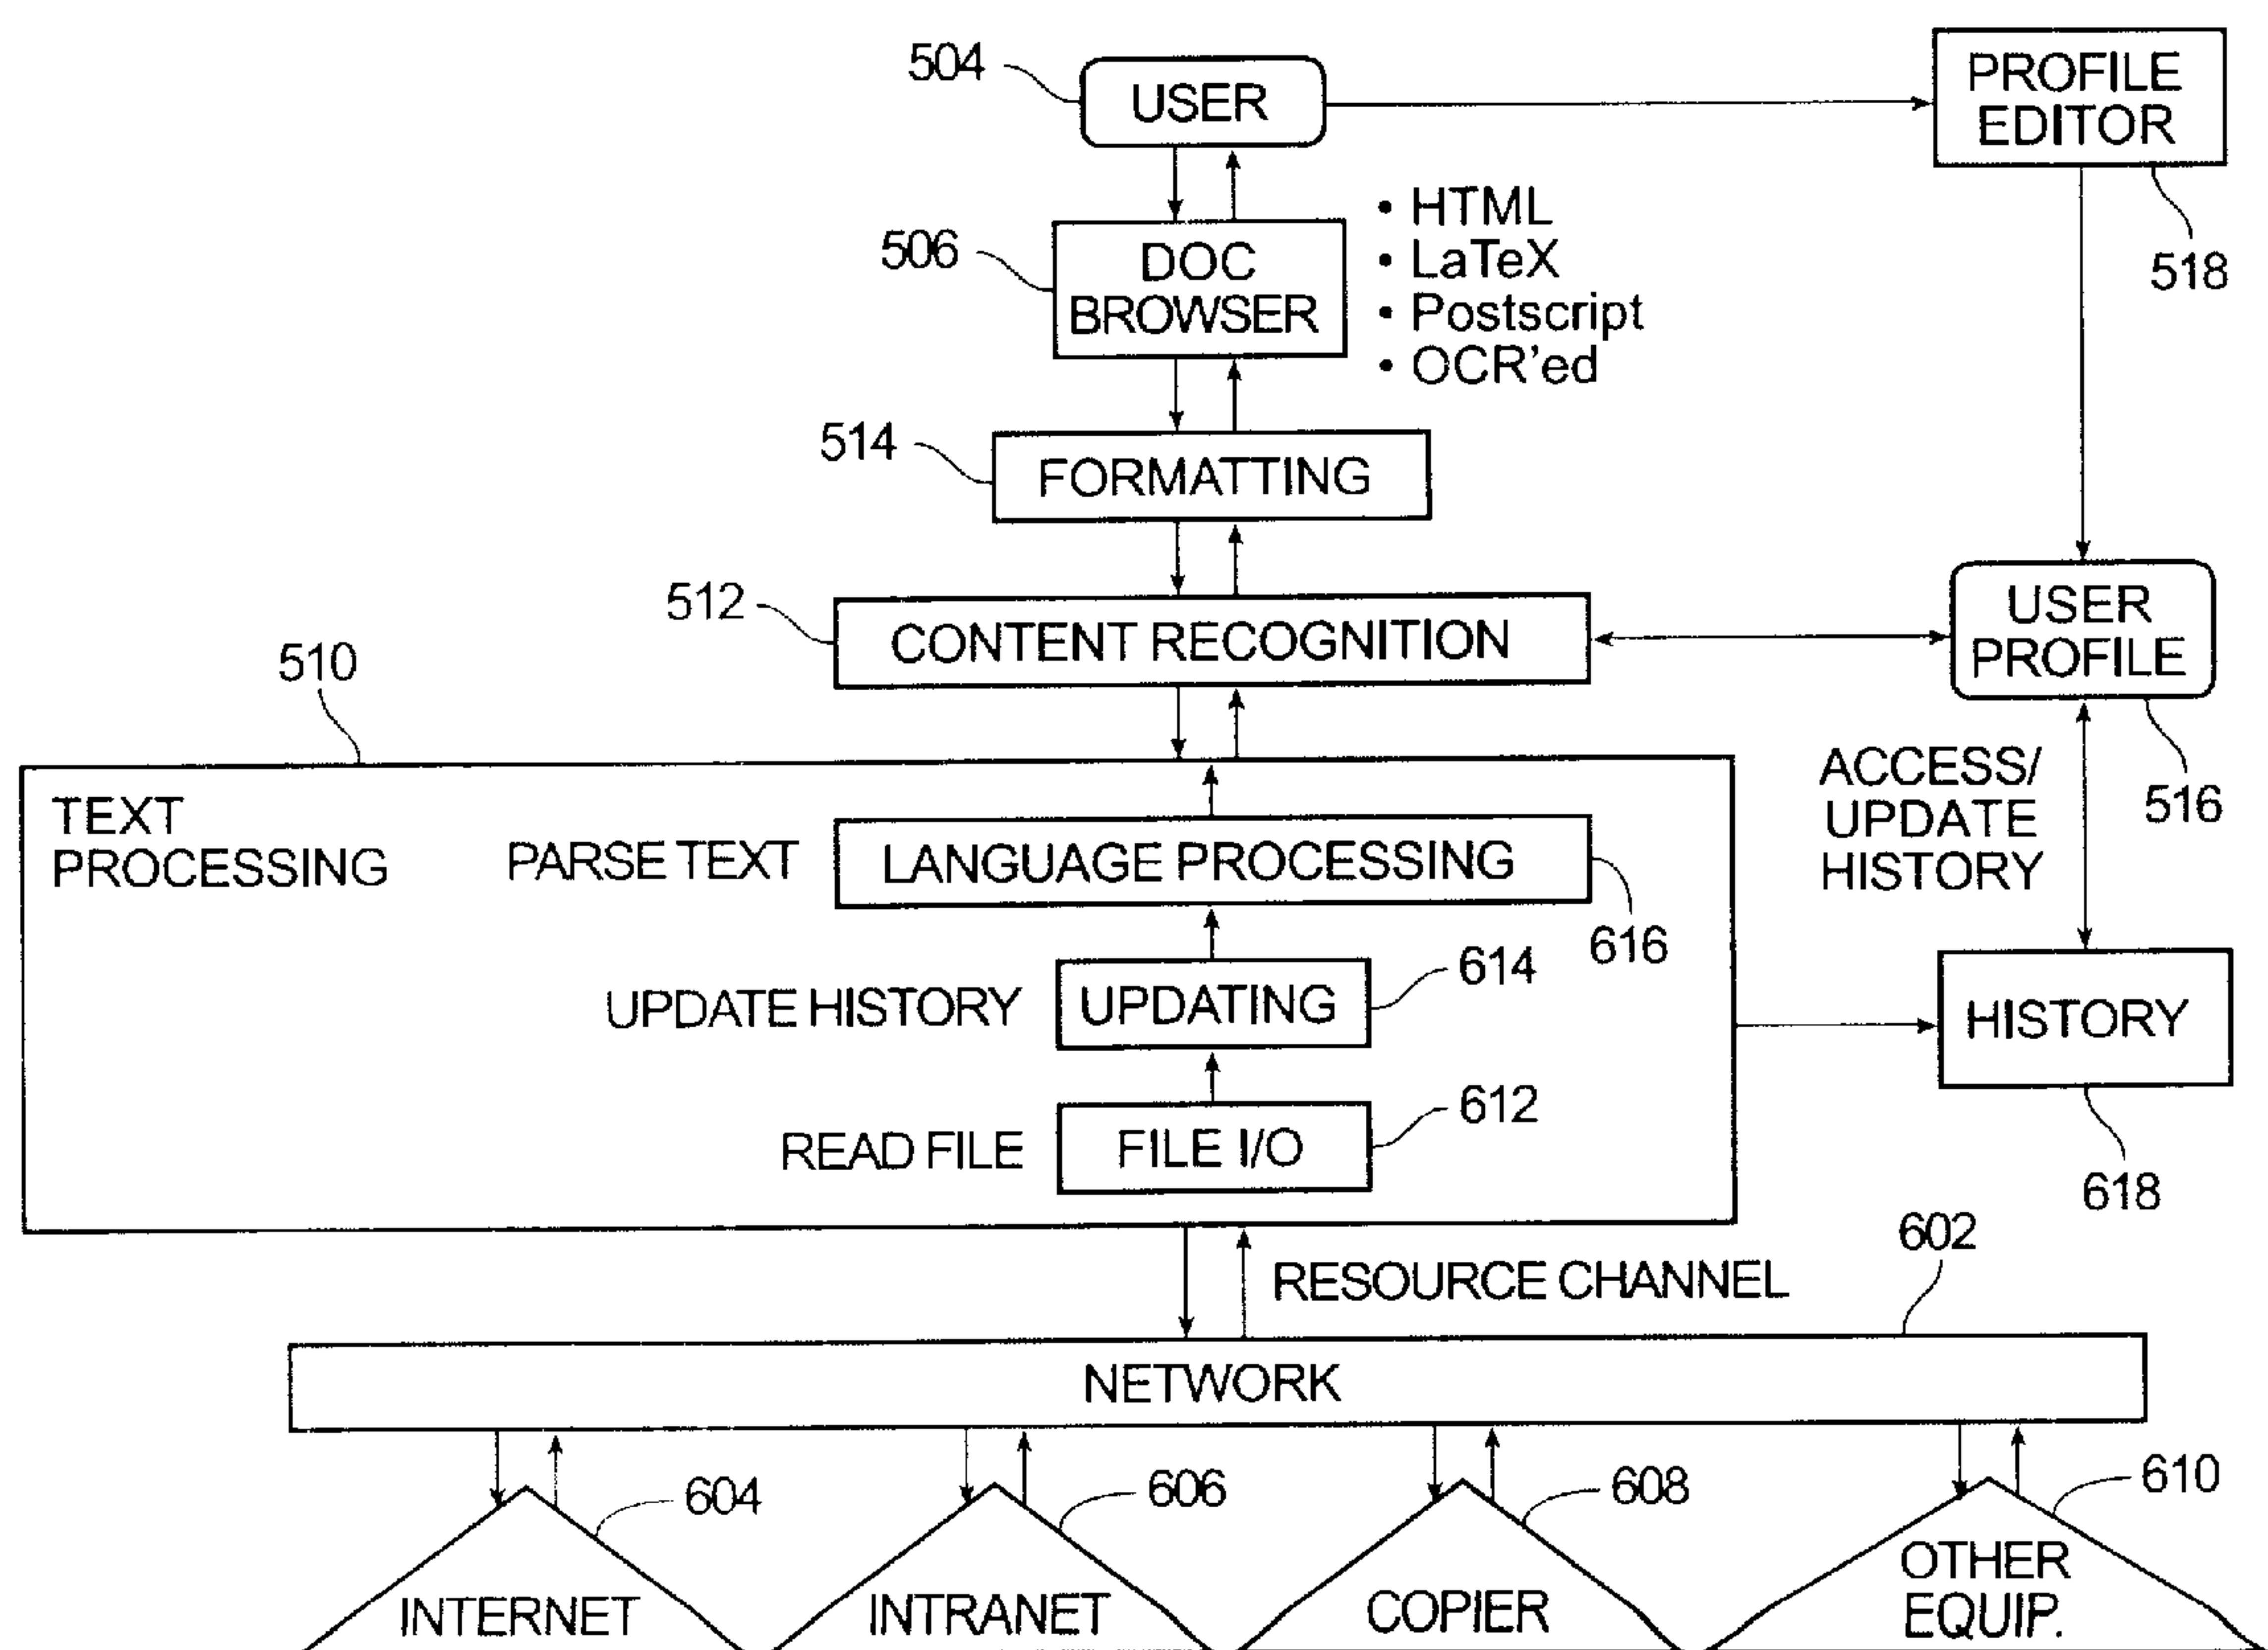 504
USER
PROFILE
EDITOR
518
506
DOC
BROWSER
• HTML
• LaTeX
• Postscript
• OCR'ed
514
FORMATTING
512
CONTENT RECOGNITION
USER
PROFILE
516
510
TEXT
PROCESSING
PARSE TEXT
LANGUAGE PROCESSING
616
ACCESS/
UPDATE
HISTORY
UPDATE HISTORY
UPDATING
614
HISTORY
618
READ FILE
FILE I/O
612
RESOURCE CHANNEL
602
NETWORK
604
INTERNET
606
INTRANET
608
COPIER
610
OTHER
EQUIP.